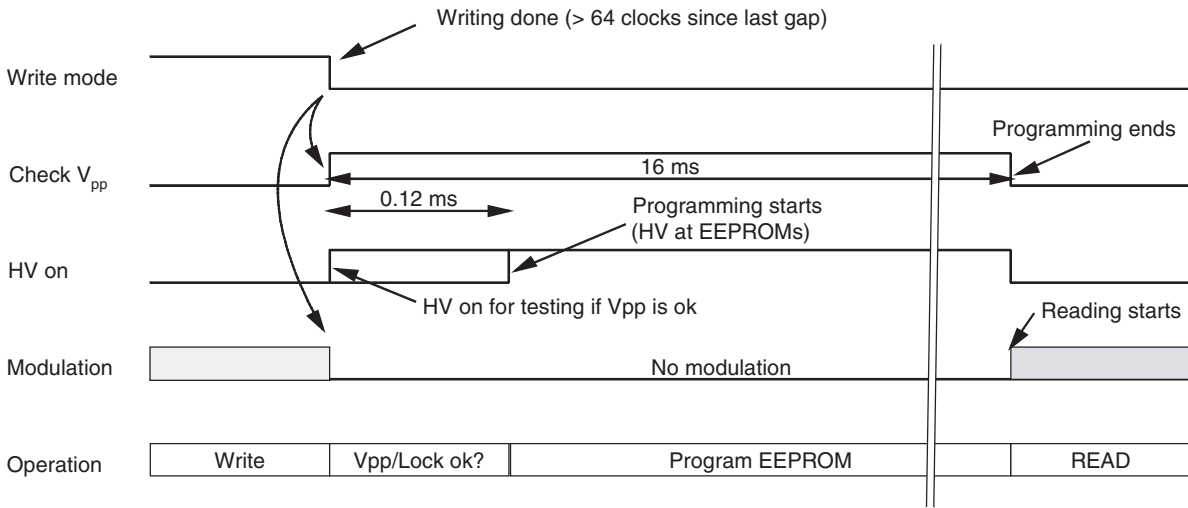 Writing done (> 64 clocks since last gap)
Write mode
Programming ends
Check Vpp
16 ms
0.12 ms
Programming starts
(HV at EEPROMs)
HV on
HV on for testing if Vpp is ok
Reading starts
Modulation
No modulation
Operation
Write
Vpp/Lock ok?
Program EEPROM
READ